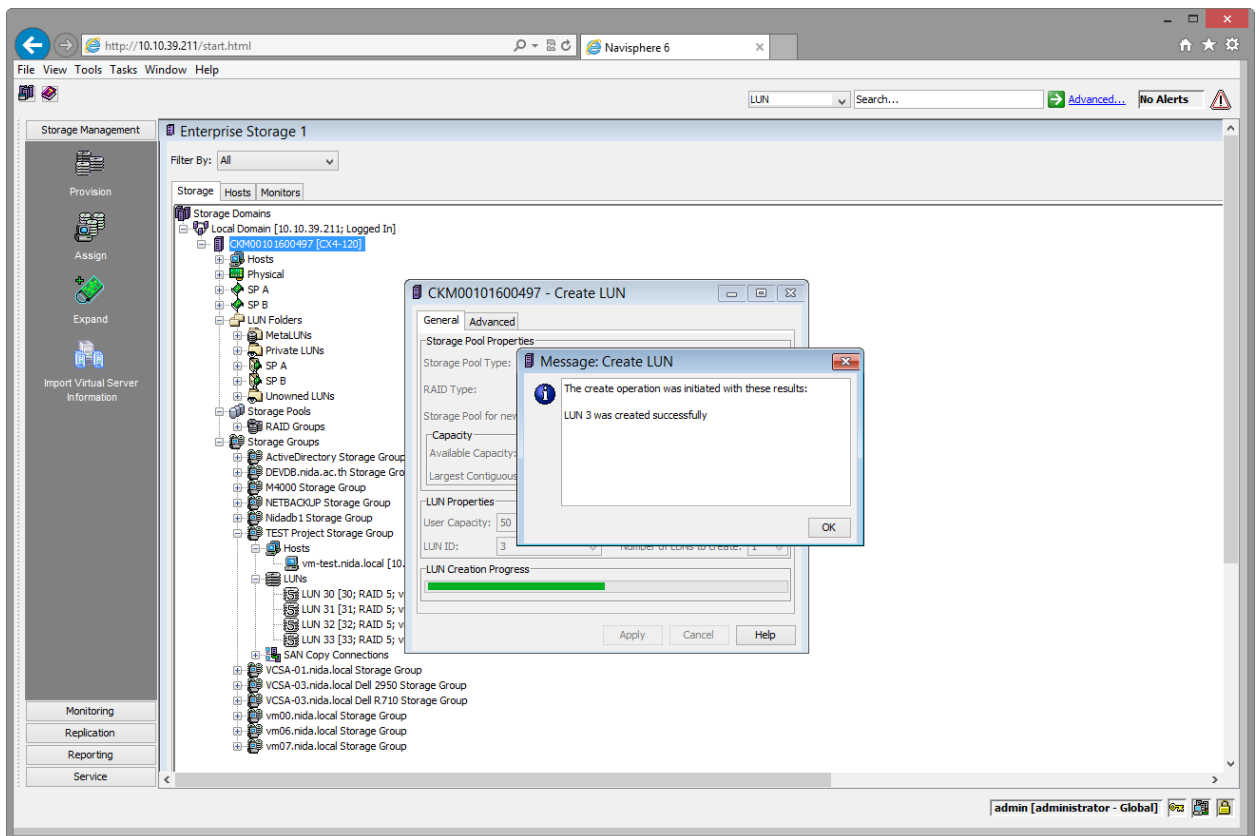 http://10.10.39.211/start.html
Navisphere 6
File View Tools Tasks Window Help
LUN
Search...
Advanced...
No Alerts
Storage Management
Provision
Assign
Expand
Import Virtual Server
Information
Monitoring
Replication
Reporting
Service
Enterprise Storage 1
Filter By: All
Storage Hosts Monitors
Storage Domains
Local Domain [10.10.39.211; Logged In]
CKM00101600497 [CX4-120]
Hosts
Physical
SP A
SP B
LUN Folders
MetaLUNs
Private LUNs
SP A
SP B
Unowned LUNs
Storage Pools
RAID Groups
Storage Groups
ActiveDirectory Storage Group
DEVDB.nida.ac.th Storage Gro
M4000 Storage Group
NETBACKUP Storage Group
Nidadb1 Storage Group
TEST Project Storage Group
Hosts
vm-test.nida.local [10.
LUNs
LUN 30 [30; RAID 5; v
LUN 31 [31; RAID 5; v
LUN 32 [32; RAID 5; v
LUN 33 [33; RAID 5; v
SAN Copy Connections
VCSA-01.nida.local Storage Group
VCSA-03.nida.local Dell 2950 Storage Group
VCSA-03.nida.local Dell R710 Storage Group
vm00.nida.local Storage Group
vm06.nida.local Storage Group
vm07.nida.local Storage Group
CKM00101600497 - Create LUN
General Advanced
Storage Pool Properties
Storage Pool Type:
RAID Type:
Storage Pool for new
Capacity
Available Capacity:
Largest Contiguous
LUN Properties
User Capacity: 50
LUN ID: 3 Number of LUNs to create: 1
LUN Creation Progress
Apply Cancel Help
Message: Create LUN
The create operation was initiated with these results:
LUN 3 was created successfully
OK
admin [administrator - Global]